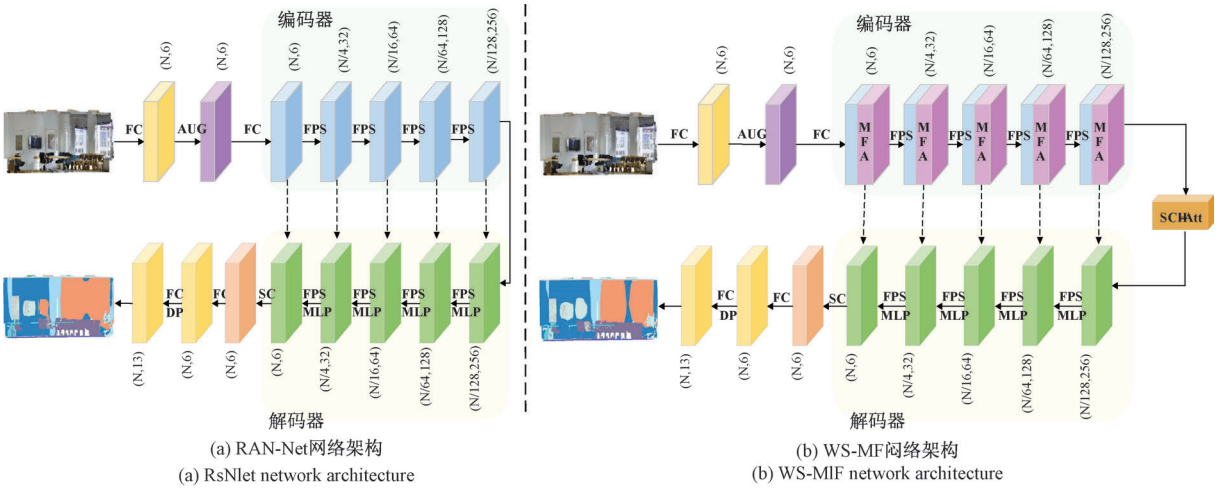 编码器
(N,6)
(N,6)
(N,6)
(N/4,32)
(N/16,64)
(N/64,128)
(N/128,256)
FC
AUG
FC
FPS
FPS
FPS
FPS
FC
DP
FC
SC
FPS
MLP
FPS
MLP
FPS
MLP
FPS
MLP
(N,13)
(N,6)
(N,6)
(N,6)
(N/4,32)
(N/16,64)
(N/64,128)
(N/128,256)
解码器
(a) RAN-Net网络架构
(a) RsNlet network architecture
编码器
(N,6)
(N,6)
(N,6)
(N/4,32)
(N/16,64)
(N/64,128)
(N/128,256)
FC
AUG
FC
MFA
FPS
MFA
FPS
MFA
FPS
MFA
FPS
MFA
SCHAtt
FC
DP
FC
SC
FPS
MLP
FPS
MLP
FPS
MLP
FPS
MLP
(N,13)
(N,6)
(N,6)
(N,6)
(N/4,32)
(N/16,64)
(N/64,128)
(N/128,256)
解码器
(b) WS-MF闷络架构
(b) WS-MlF network architecture